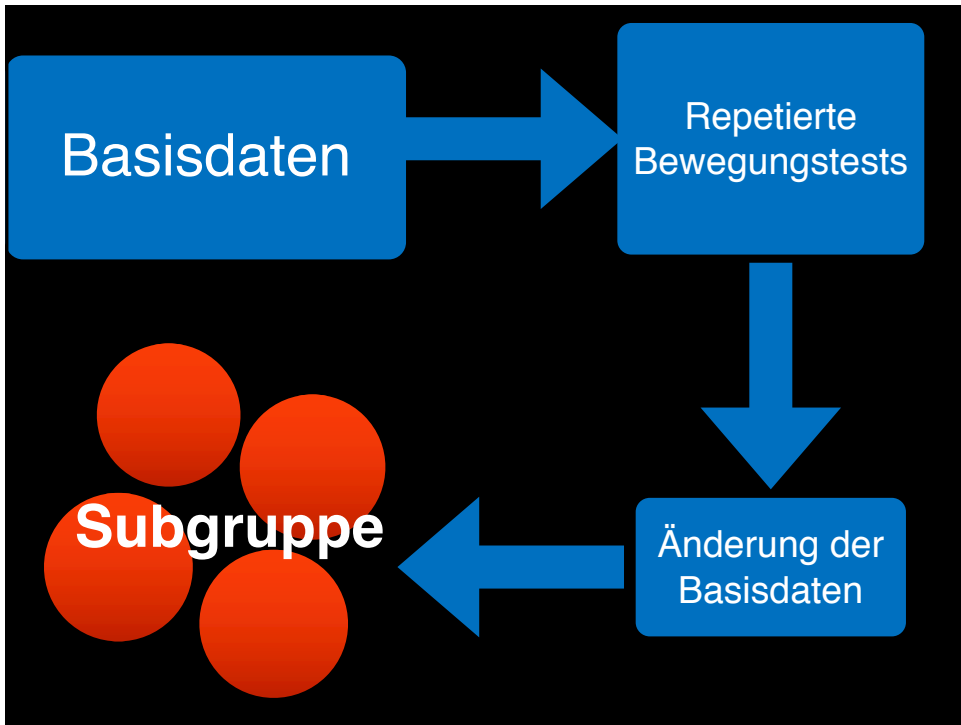 Basisdaten
Repetierte
Bewegungstests
Änderung der
Basisdaten
Subgruppe